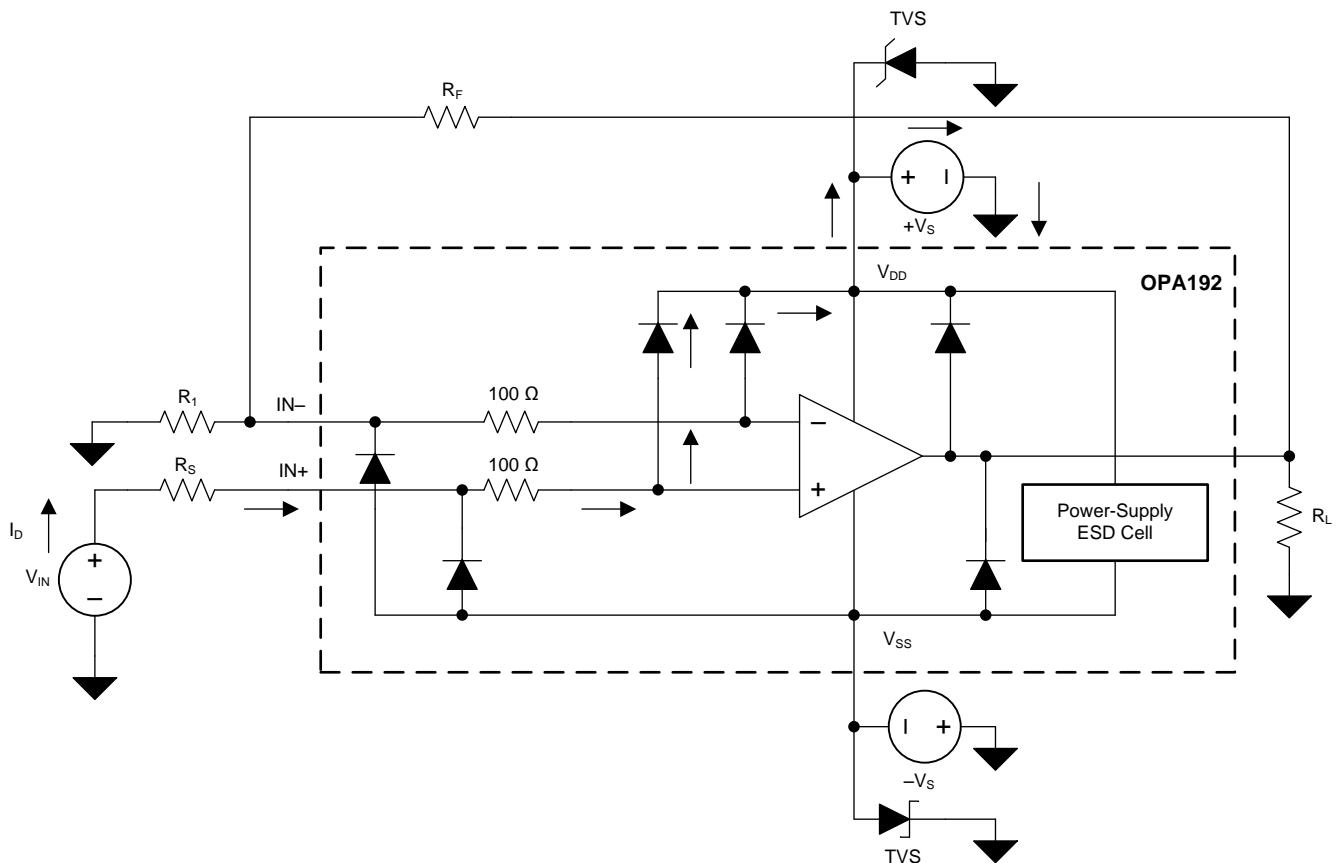 TVS
R_F
+
–
+V_S
V_DD
OPA192
R_1
IN–
100 Ω
–
R_S
IN+
100 Ω
+
Power-Supply
ESD Cell
R_L
I_D
V_IN
+
–
V_SS
–
+
–V_S
TVS